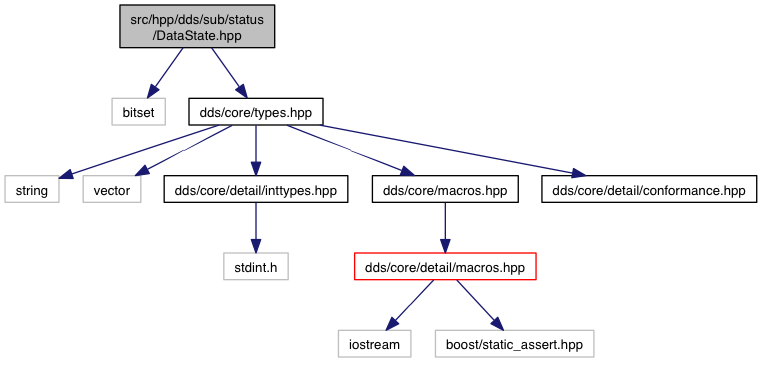 src/hpp/dds/sub/status
/DataState.hpp
bitset
dds/core/types.hpp
string
vector
dds/core/detail/inttypes.hpp
dds/core/macros.hpp
dds/core/detail/conformance.hpp
stdint.h
dds/core/detail/macros.hpp
iostream
boost/static_assert.hpp